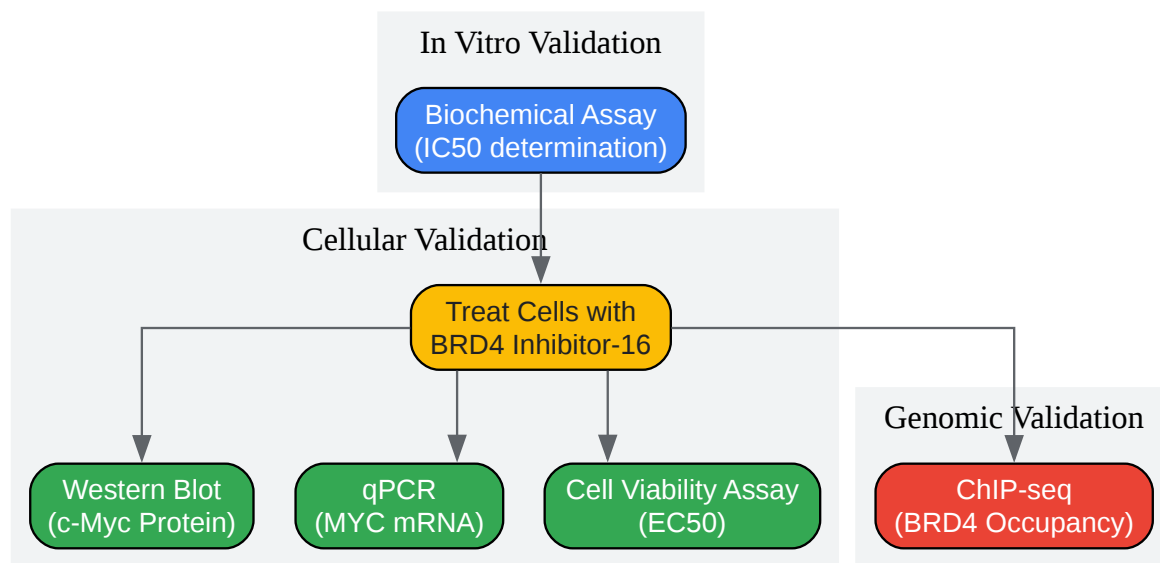 In Vitro Validation
Biochemical Assay
(IC50 determination)
Cellular Validation
Treat Cells with
BRD4 Inhibitor-16
Genomic Validation
Western Blot
(c-Myc Protein)
qPCR
(MYC mRNA)
Cell Viability Assay
(EC50)
ChIP-seq
(BRD4 Occupancy)